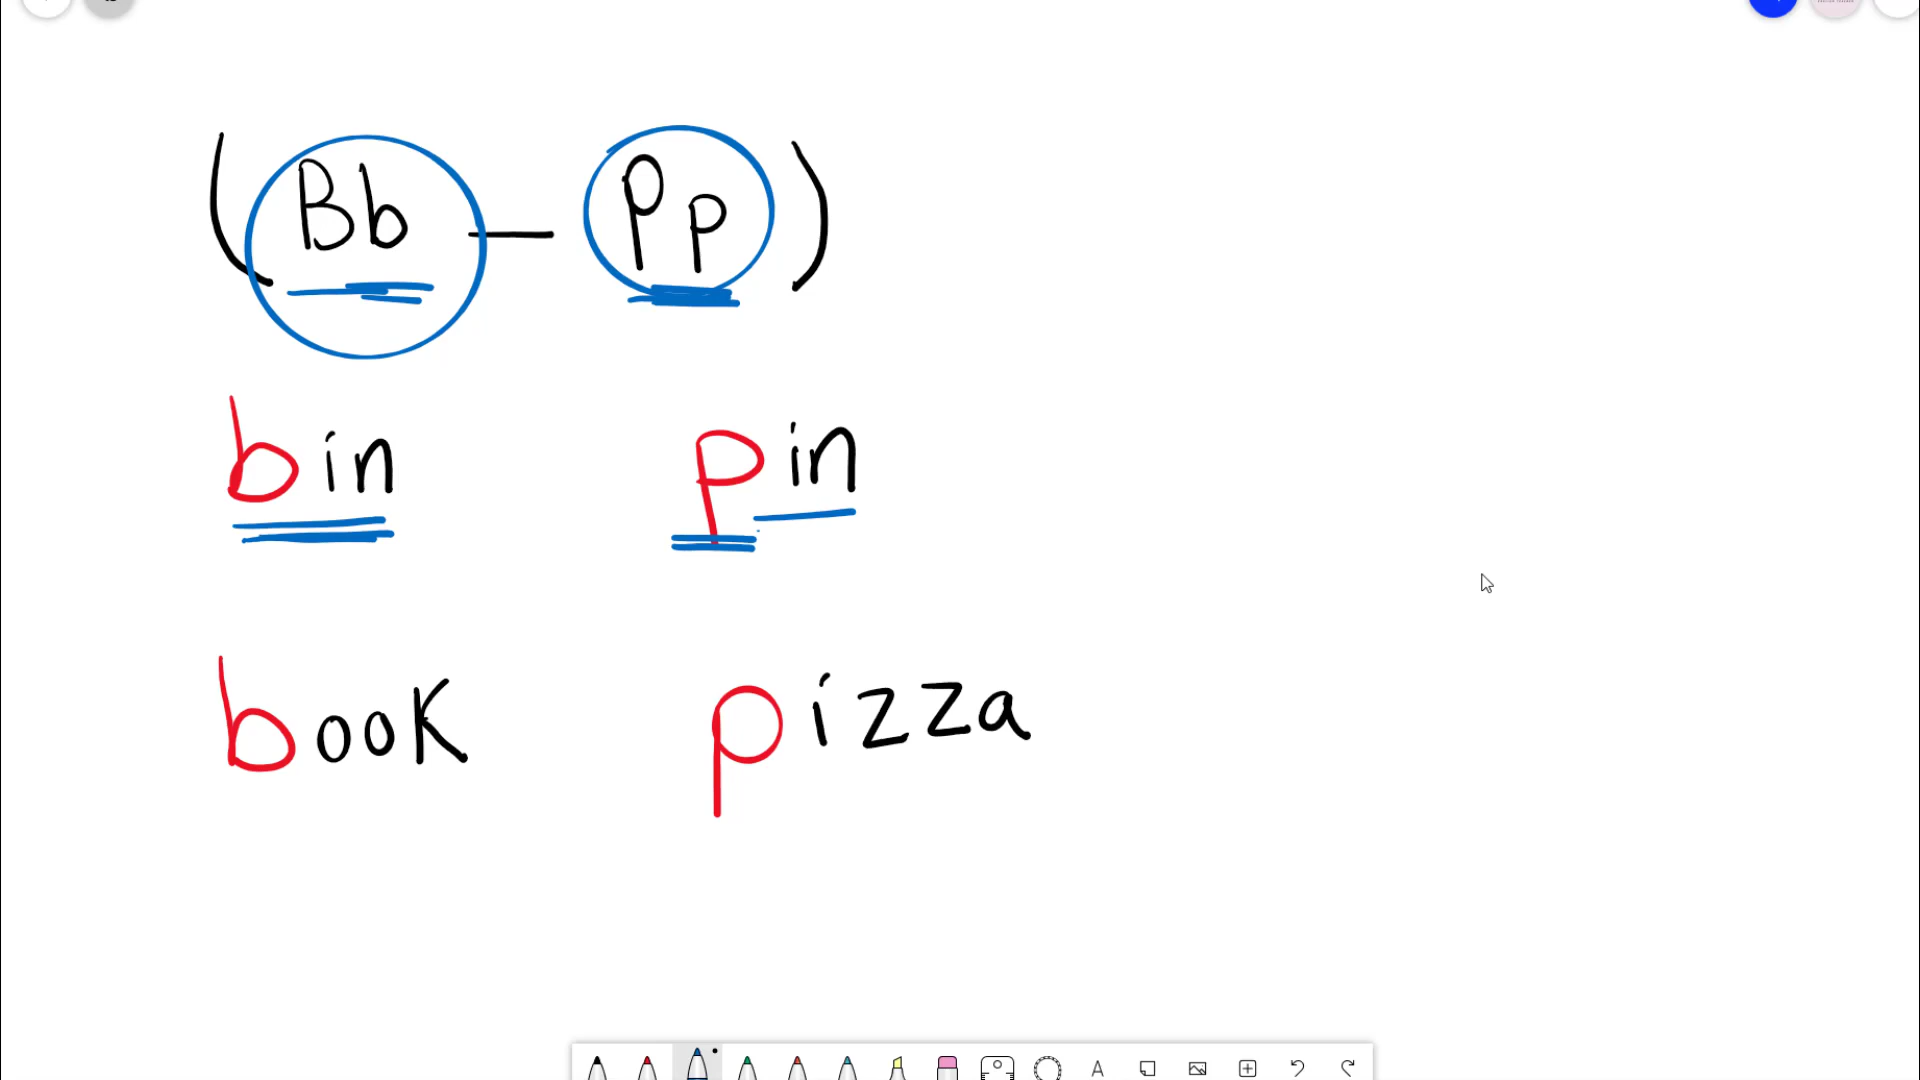 (Bb — Pp)
bin pin
book pizza